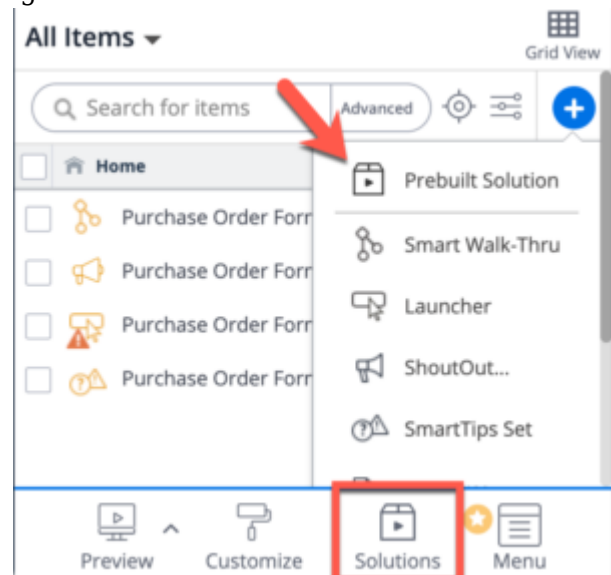 All Items
Grid View
Search for items
Advanced
Home
Prebuilt Solution
Purchase Order Forr
Smart Walk-Thru
Purchase Order Forr
Launcher
Purchase Order Forr
ShoutOut...
Purchase Order Forr
SmartTips Set
Preview
Customize
Solutions
Menu